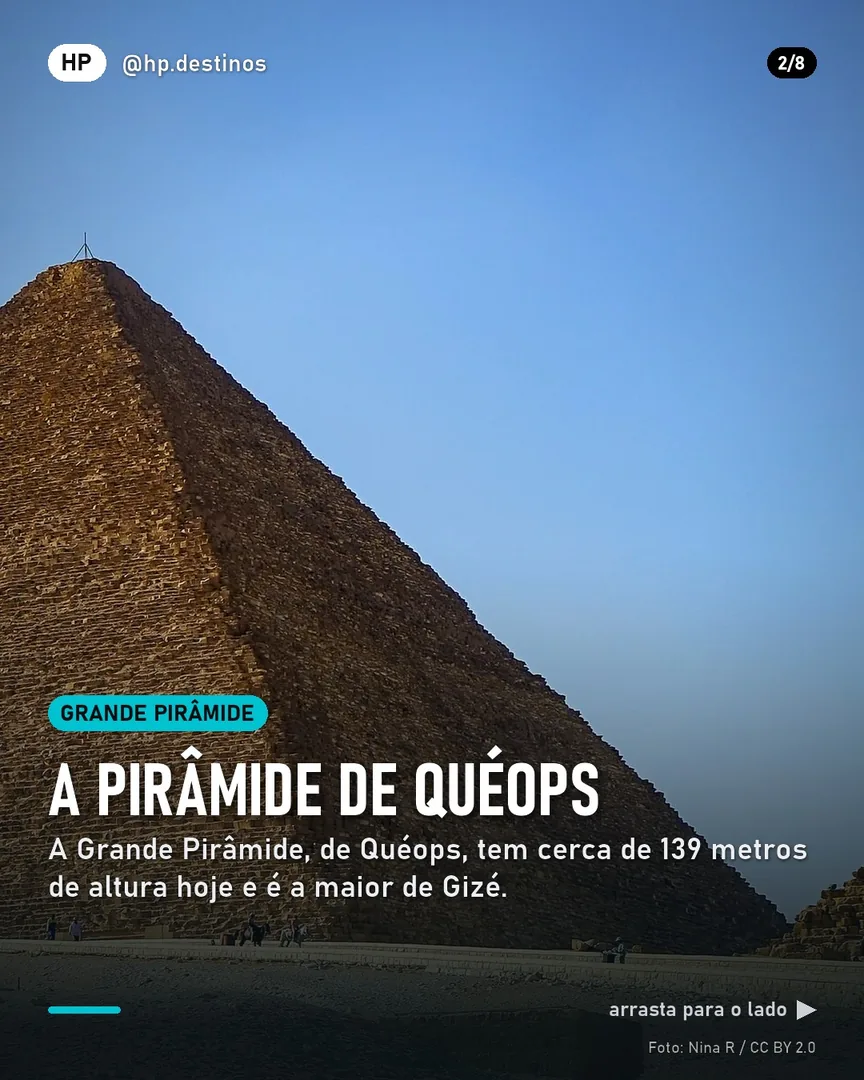 HP @hp.destinos 2/8
GRANDE PIRÂMIDE
A PIRÂMIDE DE QUÉOPS
A Grande Pirâmide, de Quéops, tem cerca de 139 metros
de altura hoje e é a maior de Gizé.
arrasta para o lado ▶
Foto: Nina R / CC BY 2.0